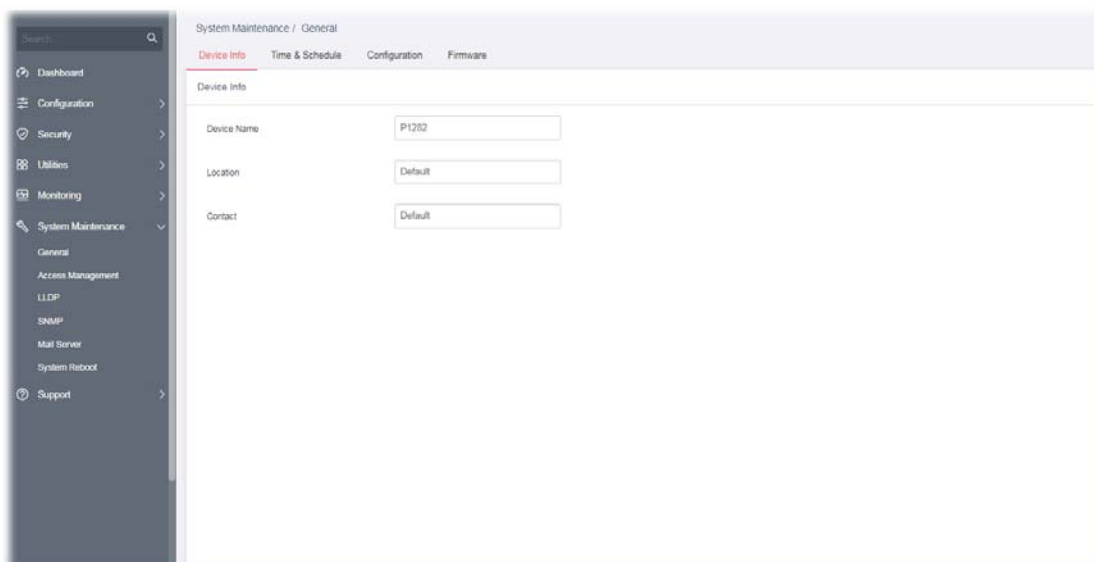 Search...
Dashboard
Configuration
Security
Utilities
Monitoring
System Maintenance
General
Access Management
LLDP
SNMP
Mail Server
System Reboot
Support
System Maintenance / General
Device Info
Time & Schedule
Configuration
Firmware
Device Info
Device Name
P1282
Location
Default
Contact
Default